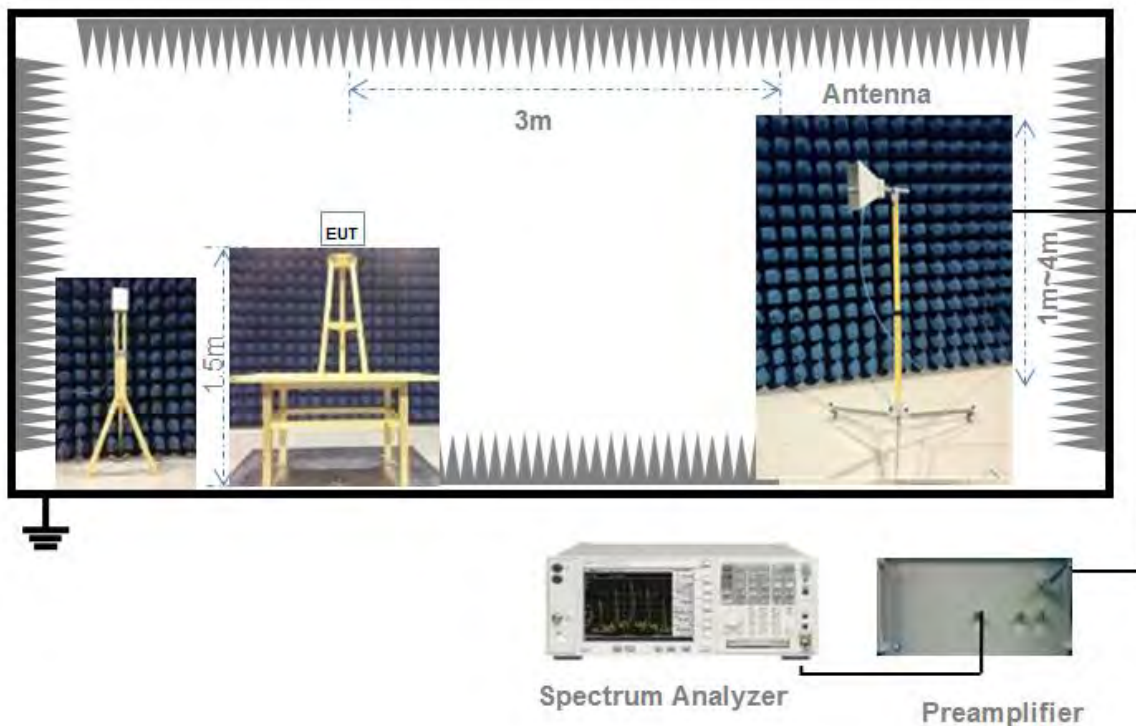 Antenna
3m
EUT
1.5m
1m~4m
Spectrum Analyzer
Preamplifier